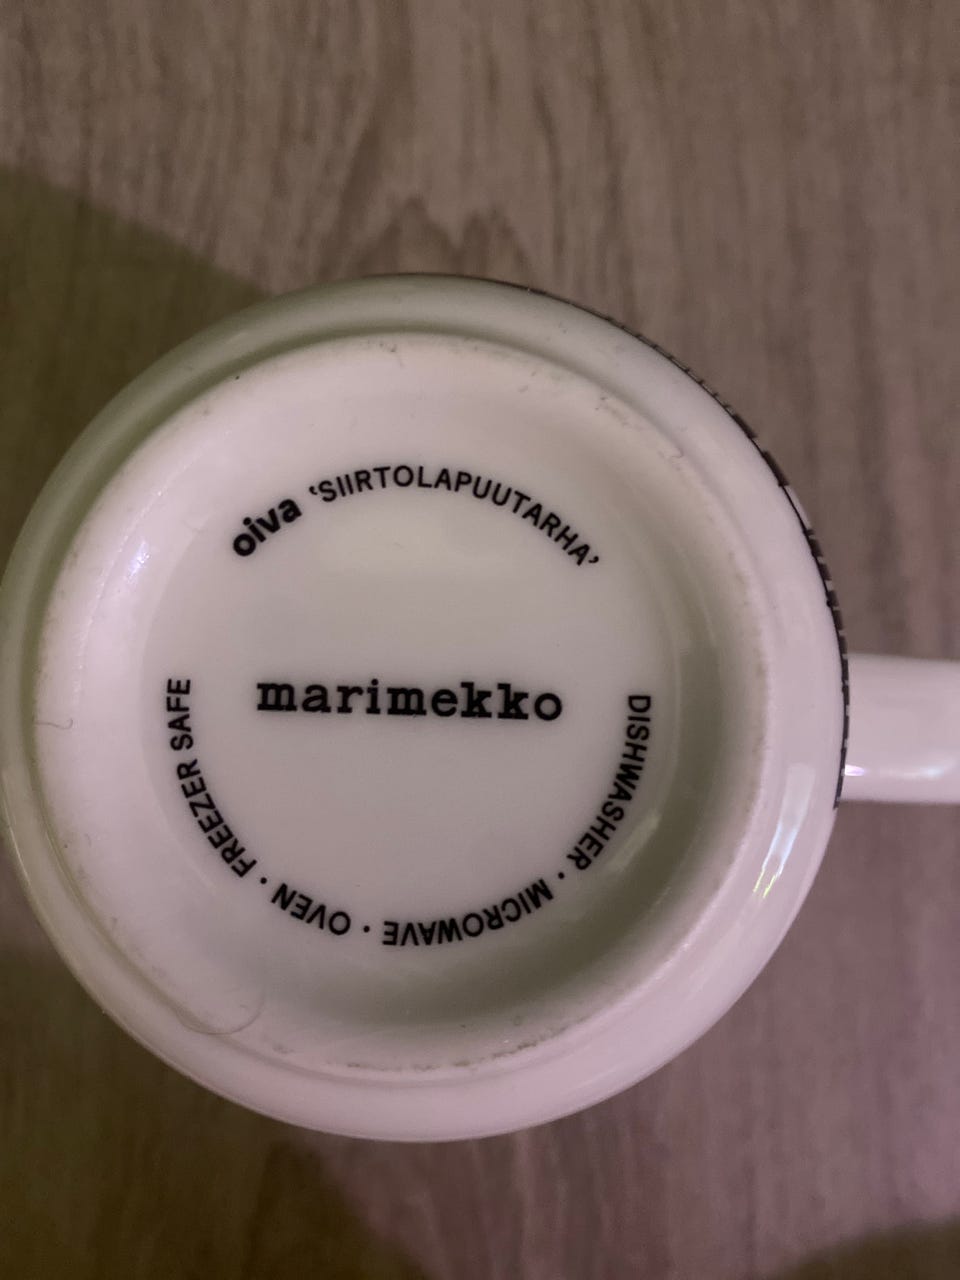 oiva ‘SIIRTOLAPUUTARHA’
marimekko
DISHWASHER · MICROWAVE · OVEN · FREEZER SAFE